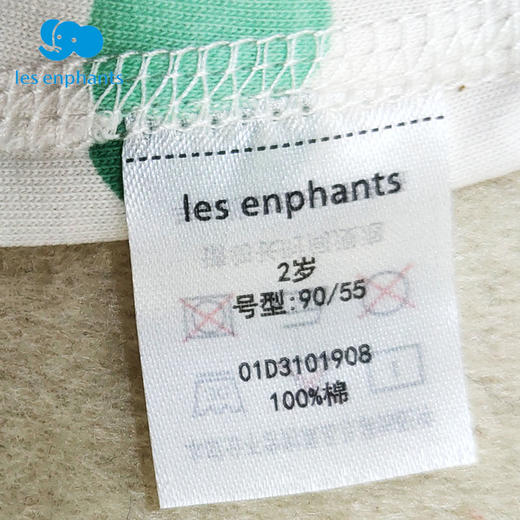 les enphants
les enphants
2岁
号型:90/55
01D3101908
100%棉